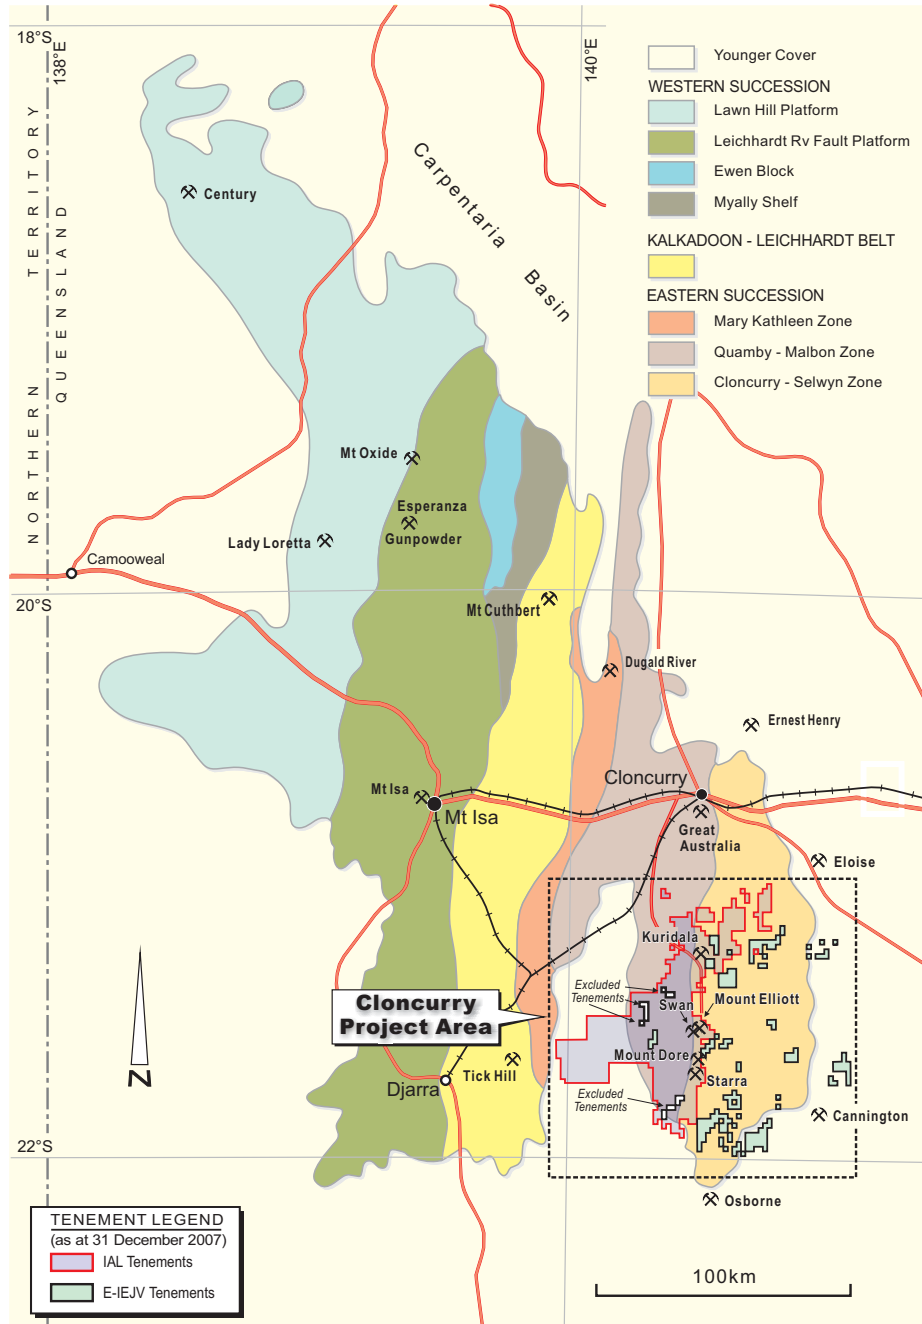 18°S
138°E
140°E
NORTHERN TERRITORY
QUEENSLAND
Carpentaria
Basin
Younger Cover
WESTERN SUCCESSION
Lawn Hill Platform
Leichhardt Rv Fault Platform
Ewen Block
Myally Shelf
KALKADOON - LEICHHARDT BELT
EASTERN SUCCESSION
Mary Kathleen Zone
Quamby - Malbon Zone
Cloncurry - Selwyn Zone
Century
Mt Oxide
Esperanza
Gunpowder
Lady Loretta
Camooweal
20°S
Mt Cuthbert
Dugald River
Ernest Henry
Cloncurry
Mt Isa
Mt Isa
Great
Australia
Eloise
Kuridala
Excluded
Tenements
Swan
Mount Elliott
Cloncurry
Project Area
Mount Dore
Tick Hill
Starra
Djarra
Excluded
Tenements
Cannington
N
22°S
Osborne
TENEMENT LEGEND
(as at 31 December 2007)
IAL Tenements
E-IEJV Tenements
100km